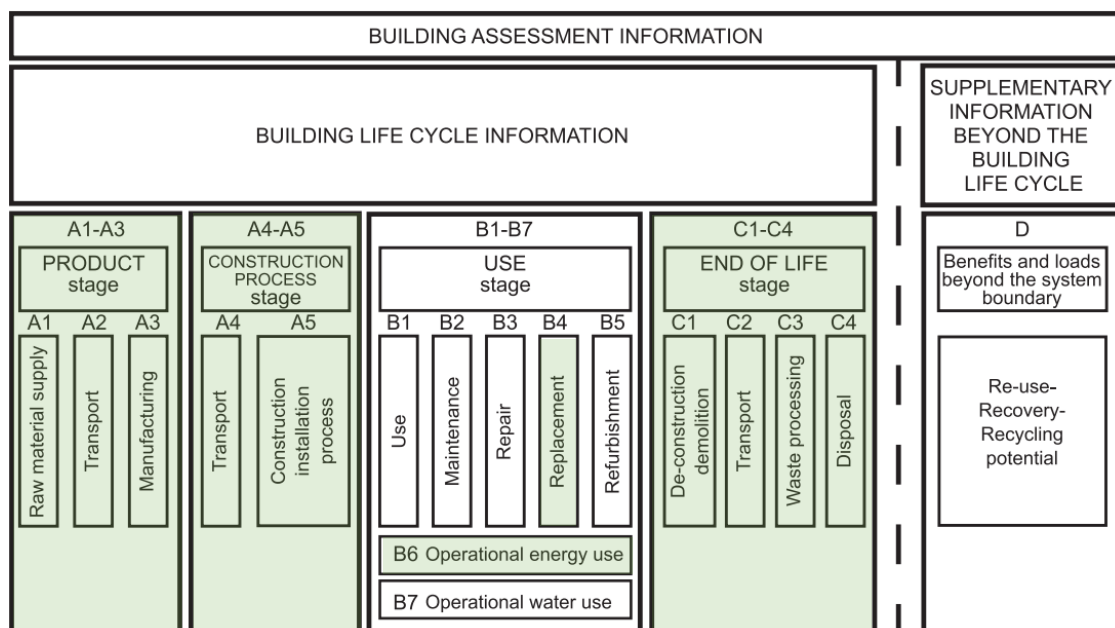 BUILDING ASSESSMENT INFORMATION
BUILDING LIFE CYCLE INFORMATION
SUPPLEMENTARY
INFORMATION
BEYOND THE
BUILDING
LIFE CYCLE
A1-A3
PRODUCT
stage
A1
A2
A3
Raw material supply
Transport
Manufacturing
A4-A5
CONSTRUCTION
PROCESS
stage
A4
A5
Transport
Construction
installation
process
B1-B7
USE
stage
B1
B2
B3
B4
B5
Use
Maintenance
Repair
Replacement
Refurbishment
B6 Operational energy use
B7 Operational water use
C1-C4
END OF LIFE
stage
C1
C2
C3
C4
De-construction
demolition
Transport
Waste processing
Disposal
D
Benefits and loads
beyond the system
boundary
Re-use-
Recovery-
Recycling
potential